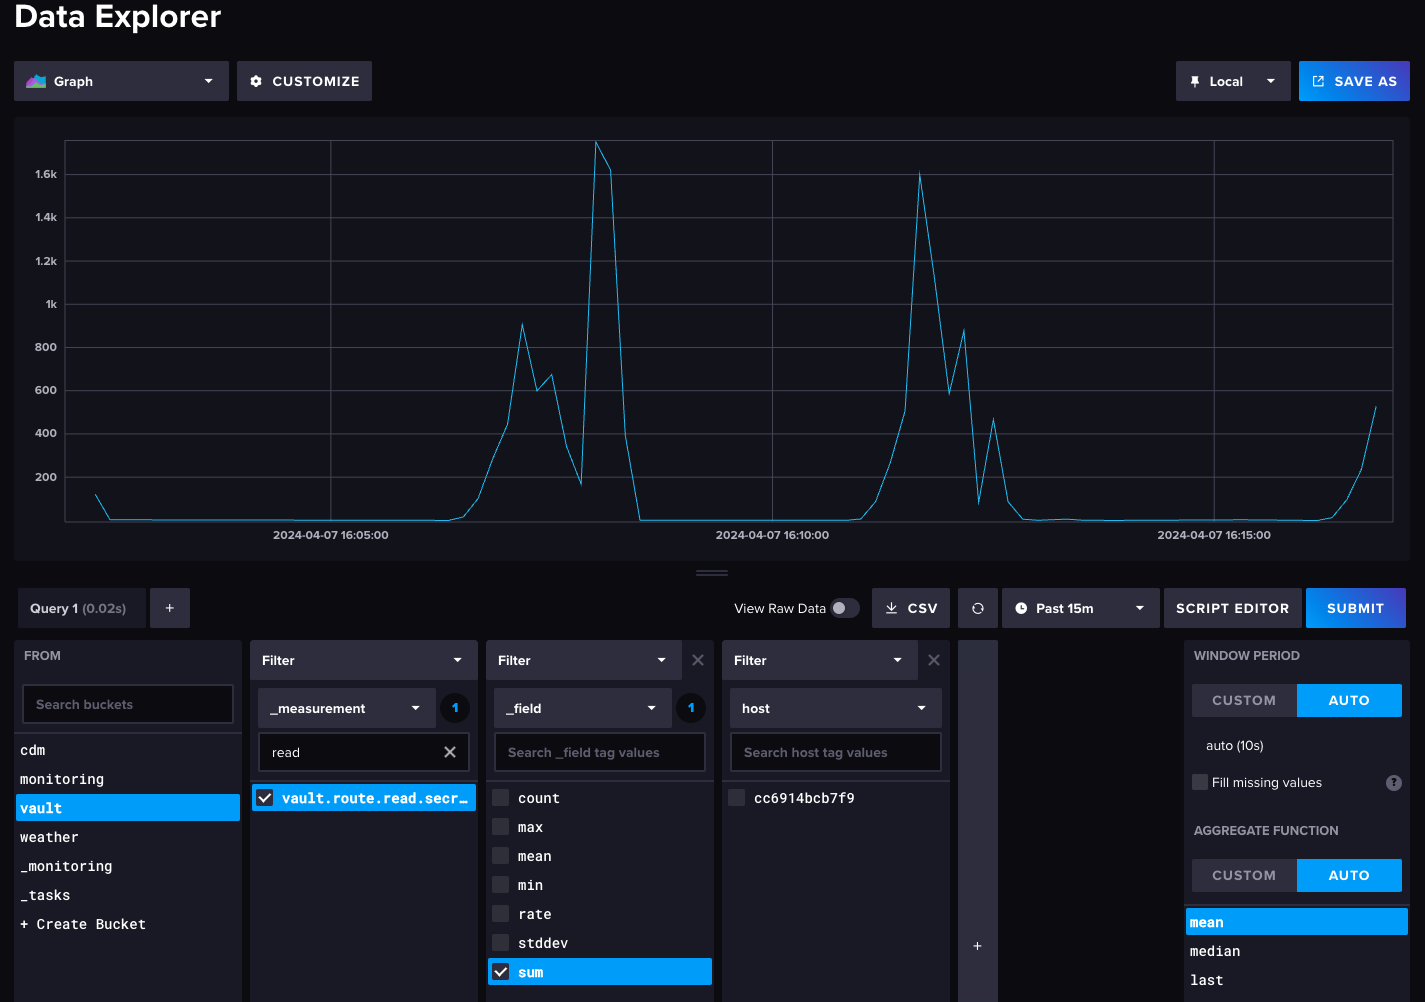 Data Explorer
Graph
CUSTOMIZE
Local
SAVE AS
1.6k
1.4k
1.2k
1k
800
600
400
200
2024-04-07 16:05:00
2024-04-07 16:10:00
2024-04-07 16:15:00
Query 1 (0.02s)
+
View Raw Data
CSV
Past 15m
SCRIPT EDITOR
SUBMIT
FROM
Search buckets
cdm
monitoring
vault
weather
_monitoring
_tasks
+ Create Bucket
Filter
_measurement
1
read
vault.route.read.secr…
Filter
_field
1
Search _field tag values
count
max
mean
min
rate
stddev
sum
Filter
host
Search host tag values
cc6914bcb7f9
+
WINDOW PERIOD
CUSTOM
AUTO
auto (10s)
Fill missing values
?
AGGREGATE FUNCTION
CUSTOM
AUTO
mean
median
last